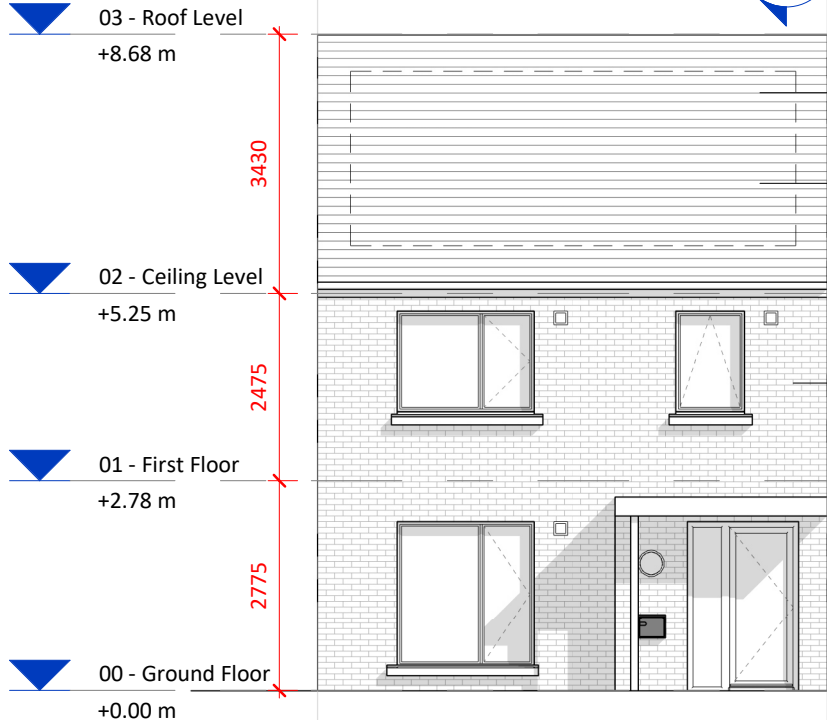 03 - Roof Level
+8.68 m
3430
02 - Ceiling Level
+5.25 m
2475
01 - First Floor
+2.78 m
2775
00 - Ground Floor
+0.00 m